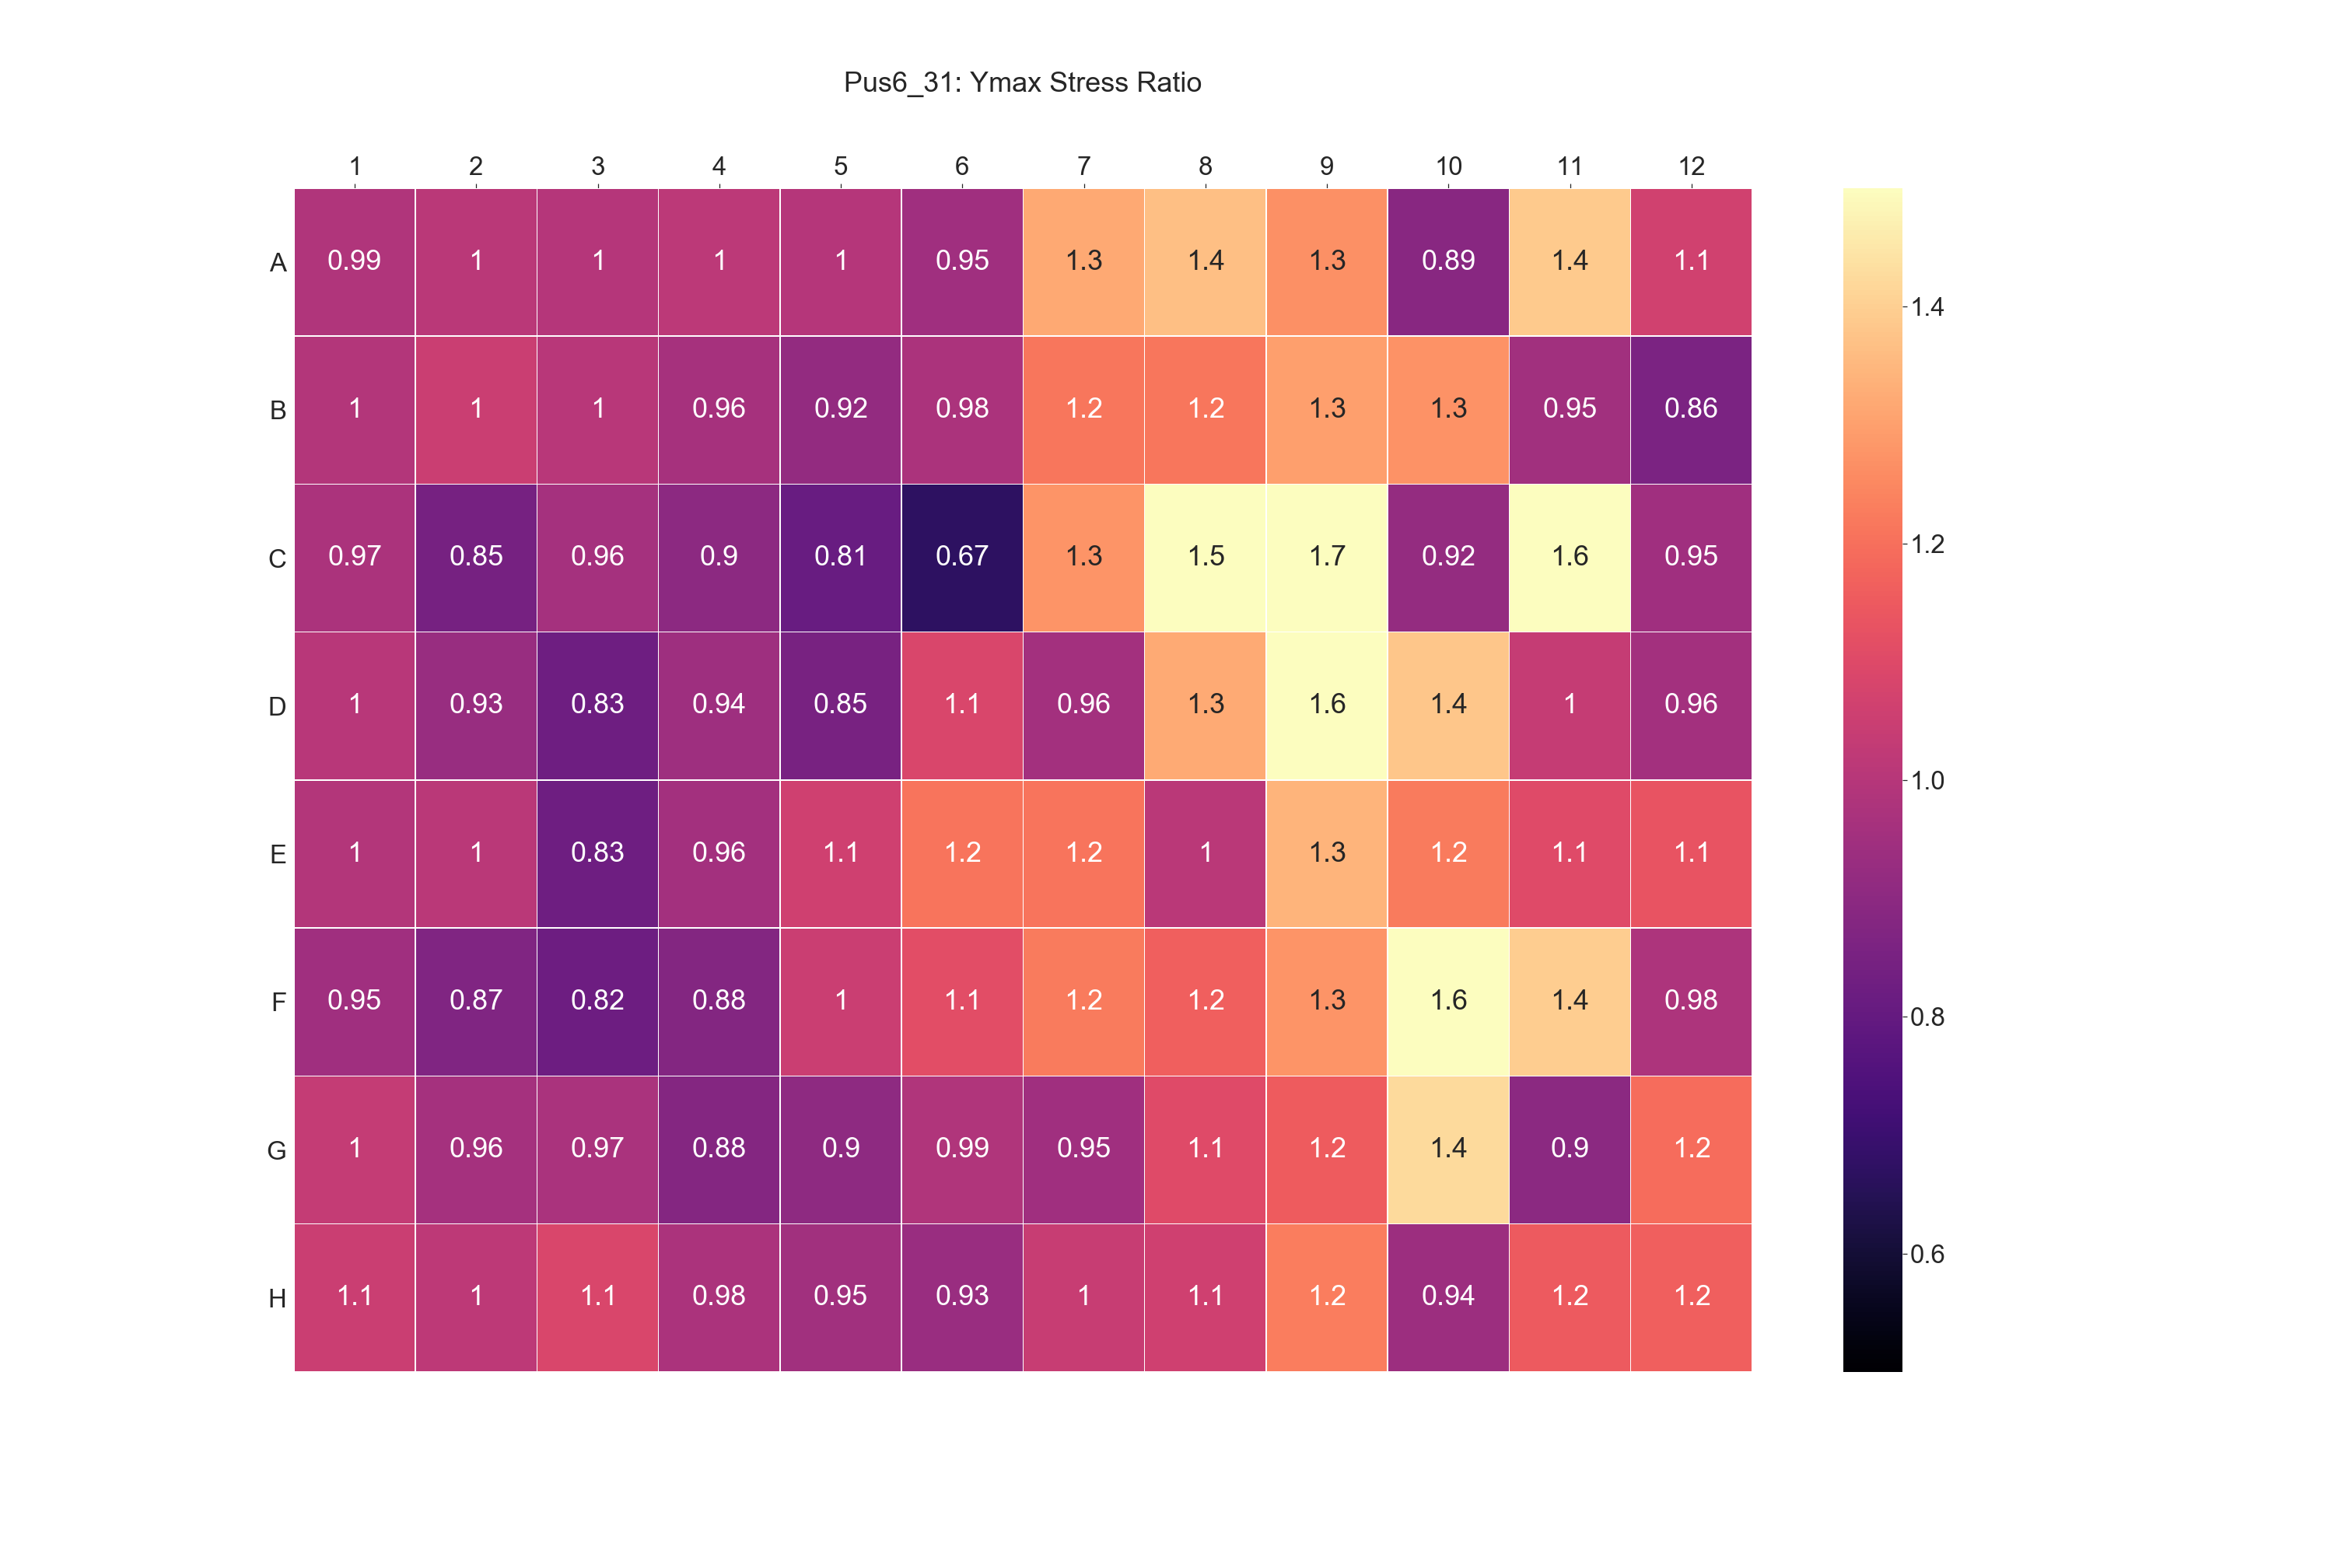 Pus6_31: Ymax Stress Ratio
1 2 3 4 5 6 7 8 9 10 11 12
A 0.99 1 1 1 1 0.95 1.3 1.4 1.3 0.89 1.4 1.1
1.4
B 1 1 1 0.96 0.92 0.98 1.2 1.2 1.3 1.3 0.95 0.86
C 0.97 0.85 0.96 0.9 0.81 0.67 1.3 1.5 1.7 0.92 1.6 0.95
1.2
D 1 0.93 0.83 0.94 0.85 1.1 0.96 1.3 1.6 1.4 1 0.96
1.0
E 1 1 0.83 0.96 1.1 1.2 1.2 1 1.3 1.2 1.1 1.1
F 0.95 0.87 0.82 0.88 1 1.1 1.2 1.2 1.3 1.6 1.4 0.98
0.8
G 1 0.96 0.97 0.88 0.9 0.99 0.95 1.1 1.2 1.4 0.9 1.2
0.6
H 1.1 1 1.1 0.98 0.95 0.93 1 1.1 1.2 0.94 1.2 1.2